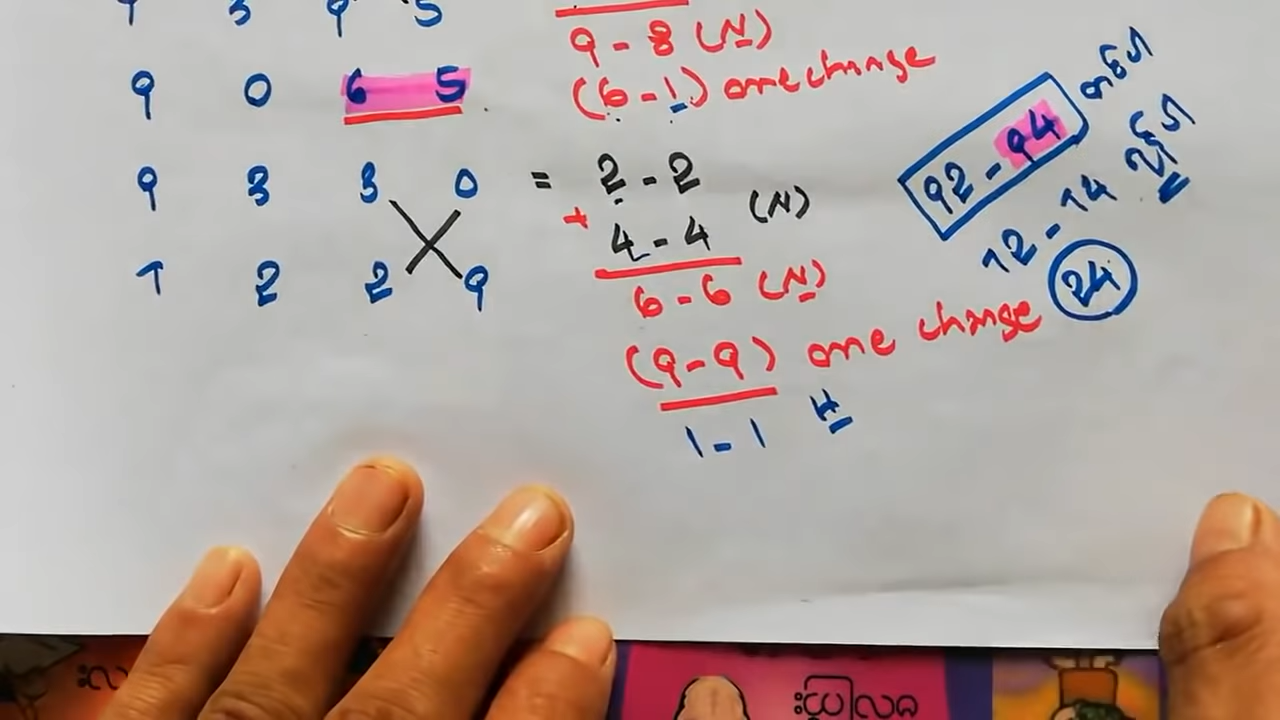 9 3 9 5
9 - 8 (N)
9 0 6 5
(6 - 1) one change
9 3 3 0 = 2 - 2
+ 4 - 4 (N)
1 2 2 9
6 - 6 (N)
(9 - 9) one change
1 - 1 H
92 - 94
12 - 14
24